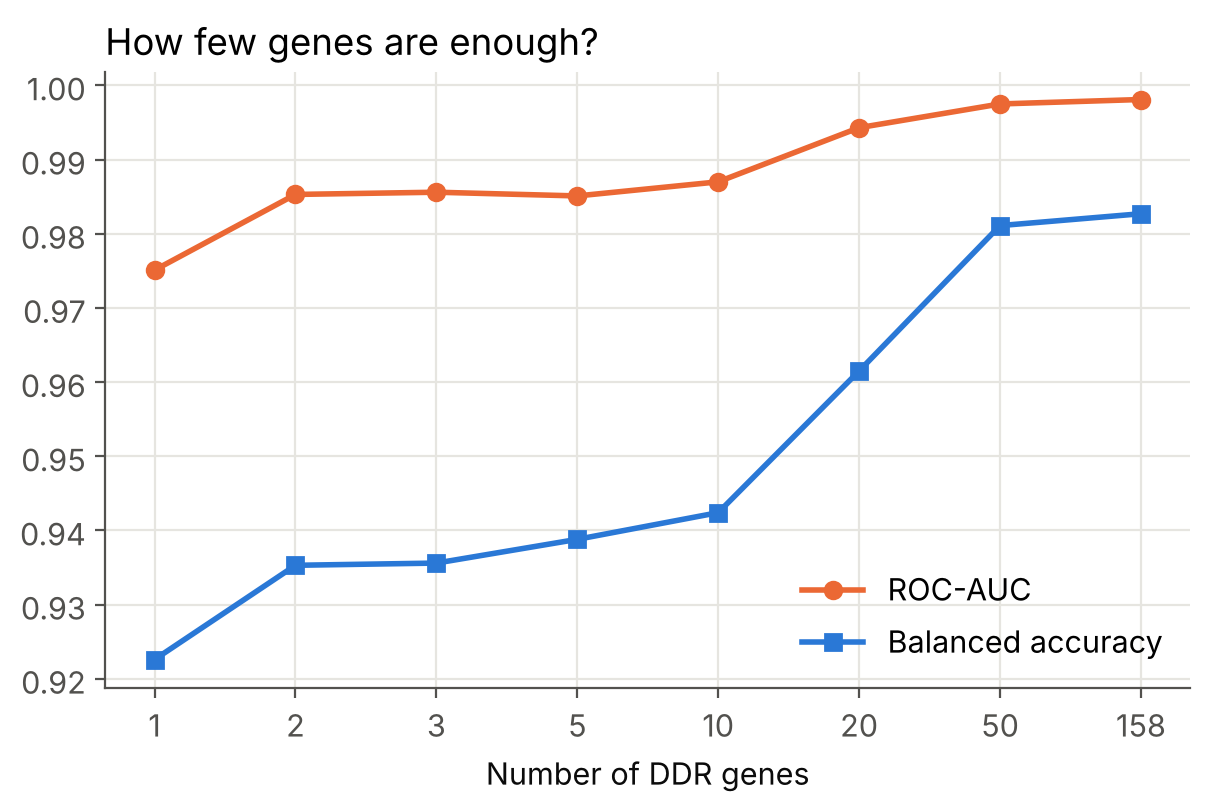 How few genes are enough?
1.00
0.99
0.98
0.97
0.96
0.95
0.94
0.93
0.92
ROC-AUC
Balanced accuracy
1 2 3 5 10 20 50 158
Number of DDR genes